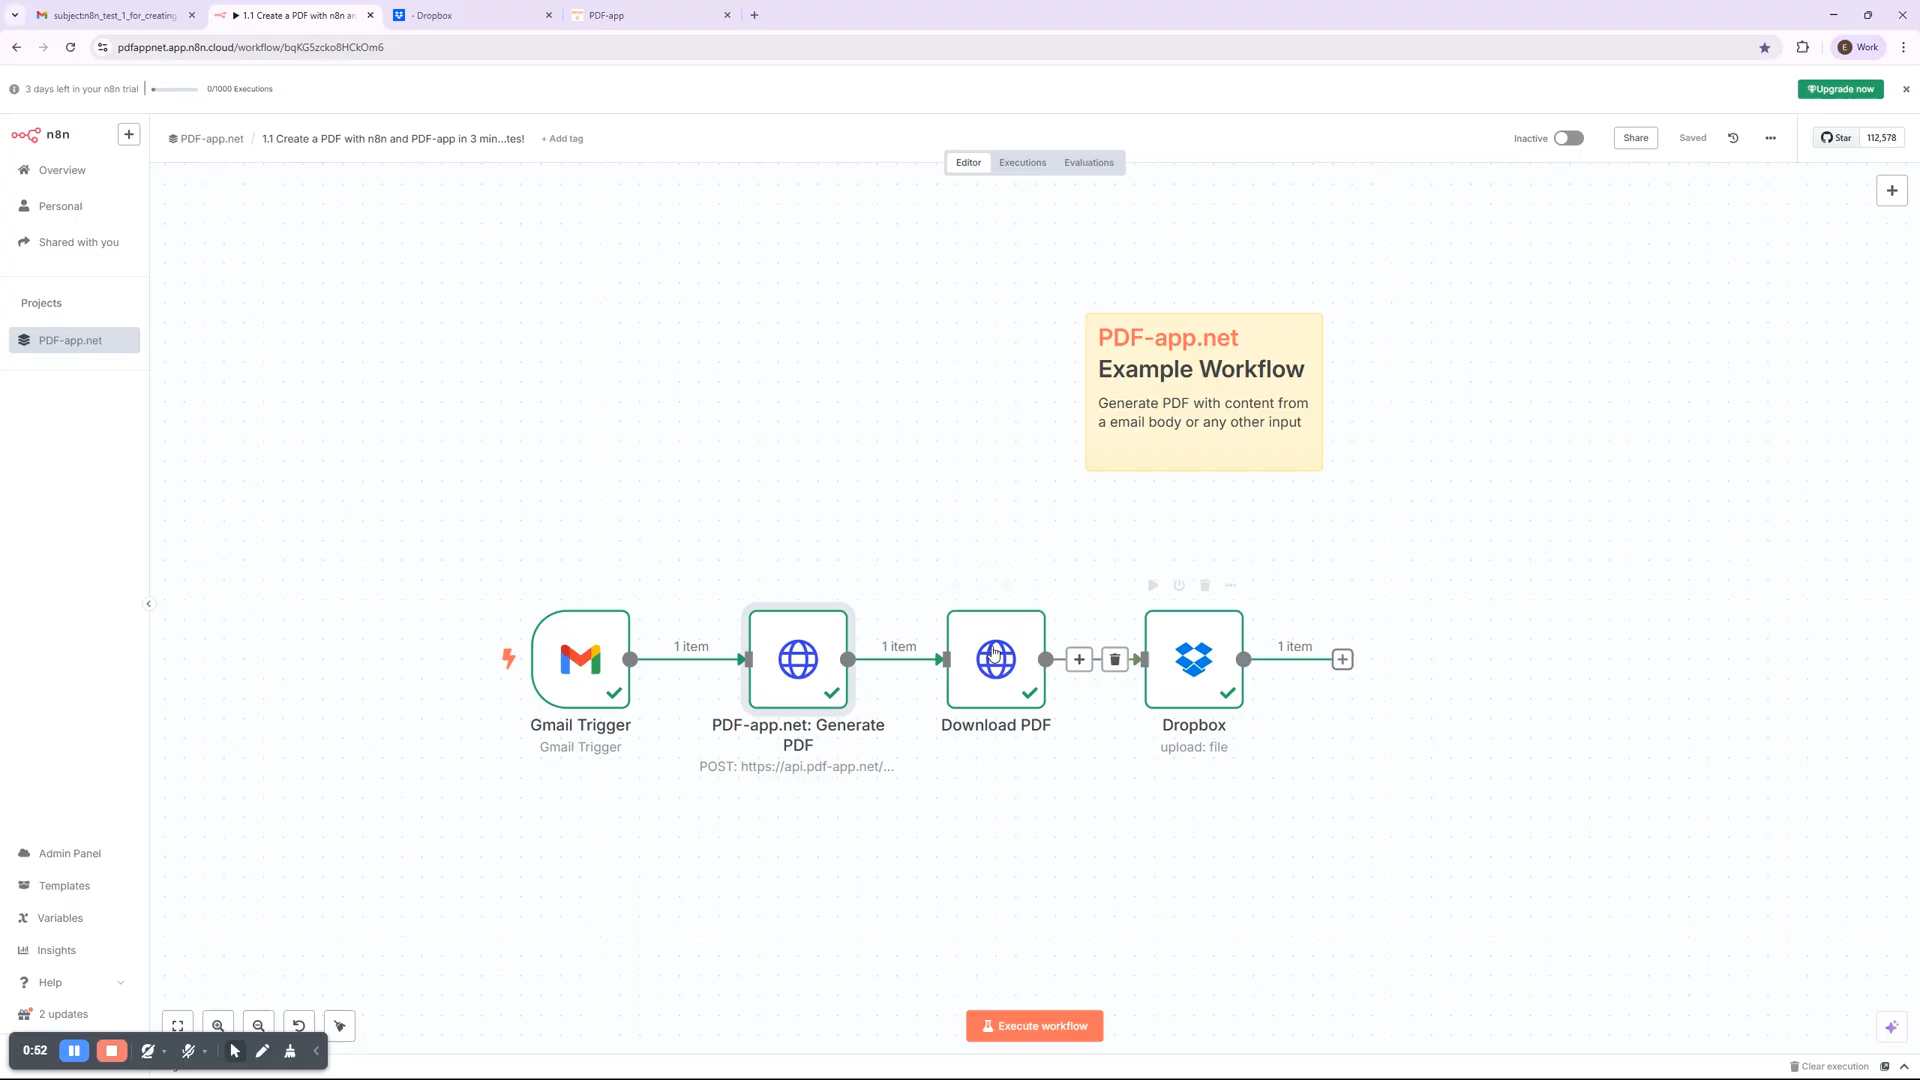 subject:n8n_test_1_for_creating
1.1 Create a PDF with n8n an
- Dropbox
PDF-app
pdfappnet.app.n8n.cloud/workflow/bqKG5zcko8HCkOm6
E Work
3 days left in your n8n trial
0/1000 Executions
Upgrade now
n8n
PDF-app.net / 1.1 Create a PDF with n8n and PDF-app in 3 min...tes! + Add tag
Inactive
Share
Saved
Star 112,578
Editor
Executions
Evaluations
Overview
Personal
Shared with you
Projects
PDF-app.net
PDF-app.net
Example Workflow
Generate PDF with content from
a email body or any other input
1 item
1 item
1 item
Gmail Trigger
Gmail Trigger
PDF-app.net: Generate
PDF
POST: https://api.pdf-app.net/...
Download PDF
Dropbox
upload: file
Admin Panel
Templates
Variables
Insights
Help
2 updates
Execute workflow
0:52
Clear execution